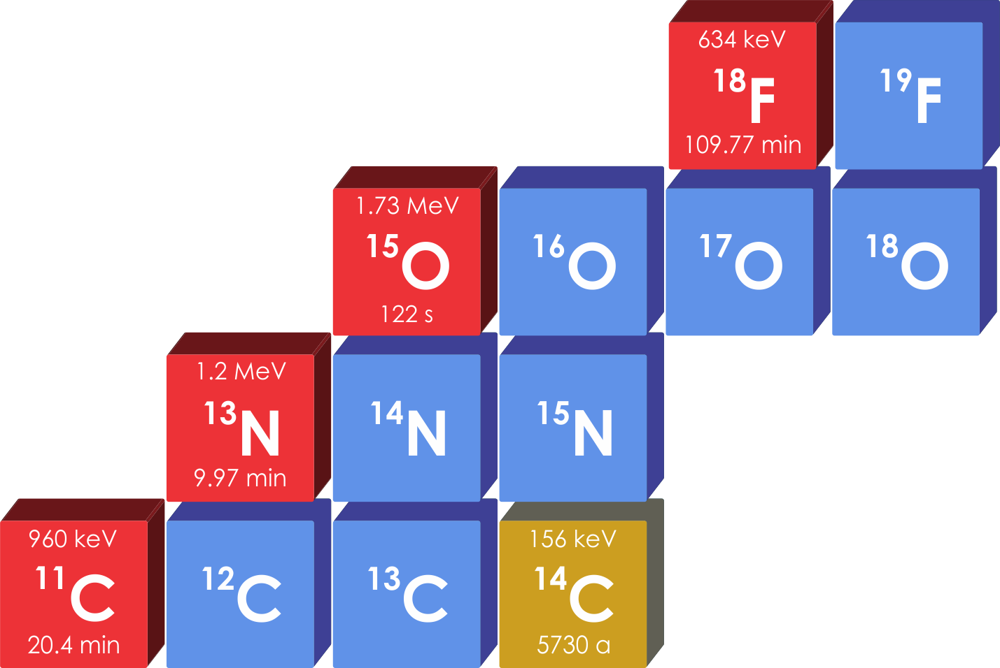 634 keV
18F
109.77 min
19F
1.73 MeV
15O
122 s
16O
17O
18O
1.2 MeV
13N
9.97 min
14N
15N
960 keV
11C
20.4 min
12C
13C
156 keV
14C
5730 a